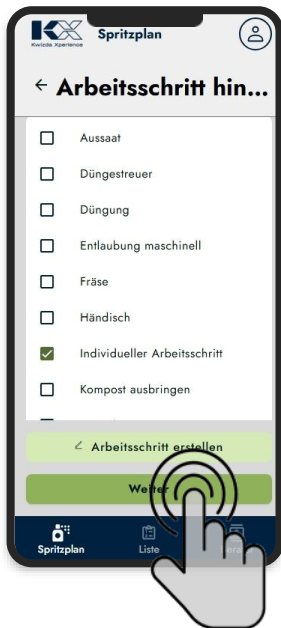 KX Spritzplan
Kwizda Xperience
← Arbeitsschritt hin...
Aussaat
Düngestreuer
Düngung
Entlaubung maschinell
Fräse
Händisch
Individueller Arbeitsschritt
Kompost ausbringen
Arbeitsschritt erstellen
Weiter
Spritzplan
Liste